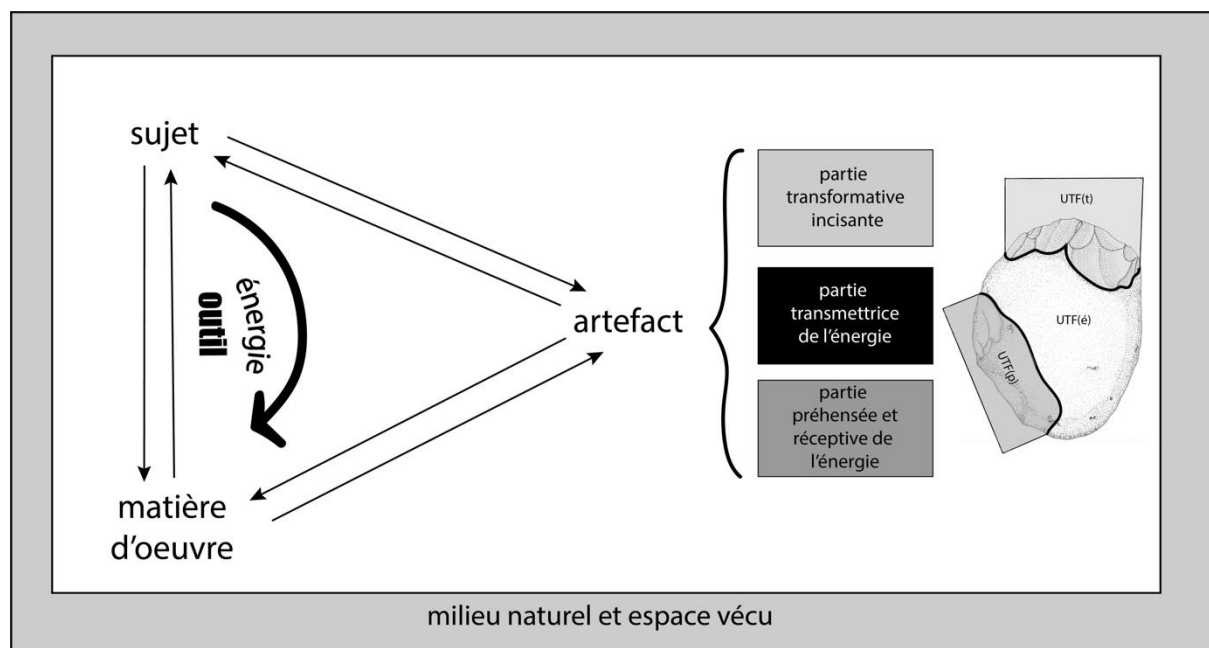 sujet
énergie
outil
matière
d'oeuvre
artefact
partie
transformative
incisante
partie
transmettrice
de l'énergie
partie
préhensée et
réceptive de
l'énergie
UTF(t)
UTF(é)
UTF(p)
milieu naturel et espace vécu